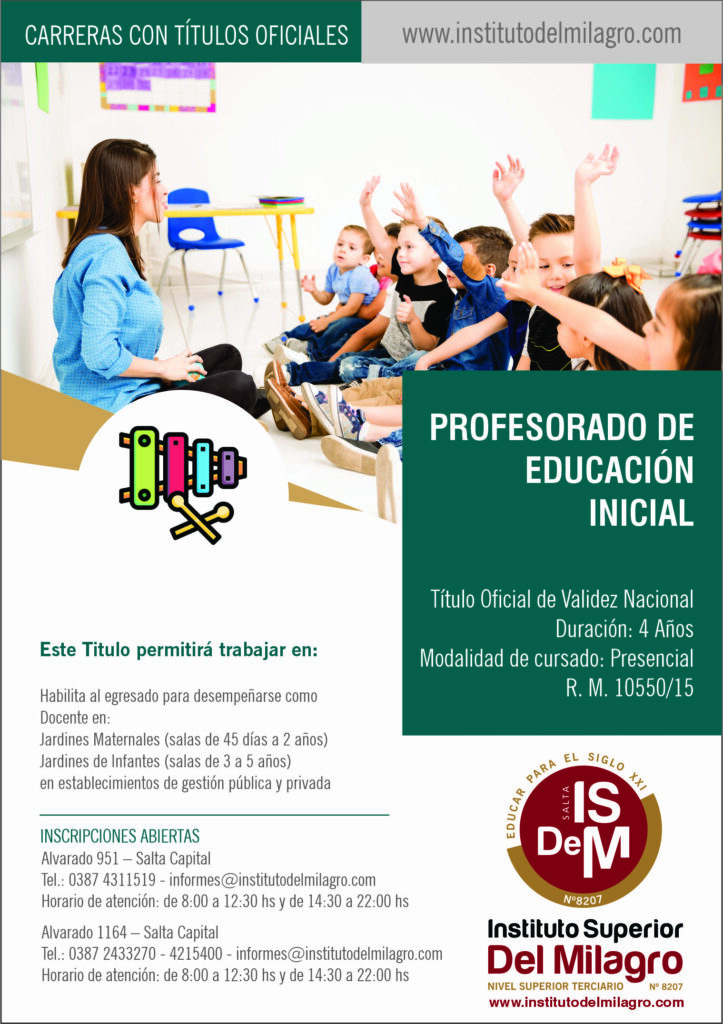 CARRERAS CON TÍTULOS OFICIALES
www.institutodelmilagro.com
PROFESORADO DE
EDUCACIÓN
INICIAL
Título Oficial de Validez Nacional
Duración: 4 Años
Modalidad de cursado: Presencial
R. M. 10550/15
Este Titulo permitirá trabajar en:
Habilita al egresado para desempeñarse como
Docente en:
Jardines Maternales (salas de 45 días a 2 años)
Jardines de Infantes (salas de 3 a 5 años)
en establecimientos de gestión pública y privada
INSCRIPCIONES ABIERTAS
Alvarado 951 – Salta Capital
Tel.: 0387 4311519 - informes@institutodelmilagro.com
Horario de atención: de 8:00 a 12:30 hs y de 14:30 a 22:00 hs
Alvarado 1164 – Salta Capital
Tel.: 0387 2433270 - 4215400 - informes@institutodelmilagro.com
Horario de atención: de 8:00 a 12:30 hs y de 14:30 a 22:00 hs
EDUCAR PARA EL SIGLO XXI
SALTA
IS
DeM
Nº8207
Instituto Superior
Del Milagro
NIVEL SUPERIOR TERCIARIO Nº 8207
www.institutodelmilagro.com